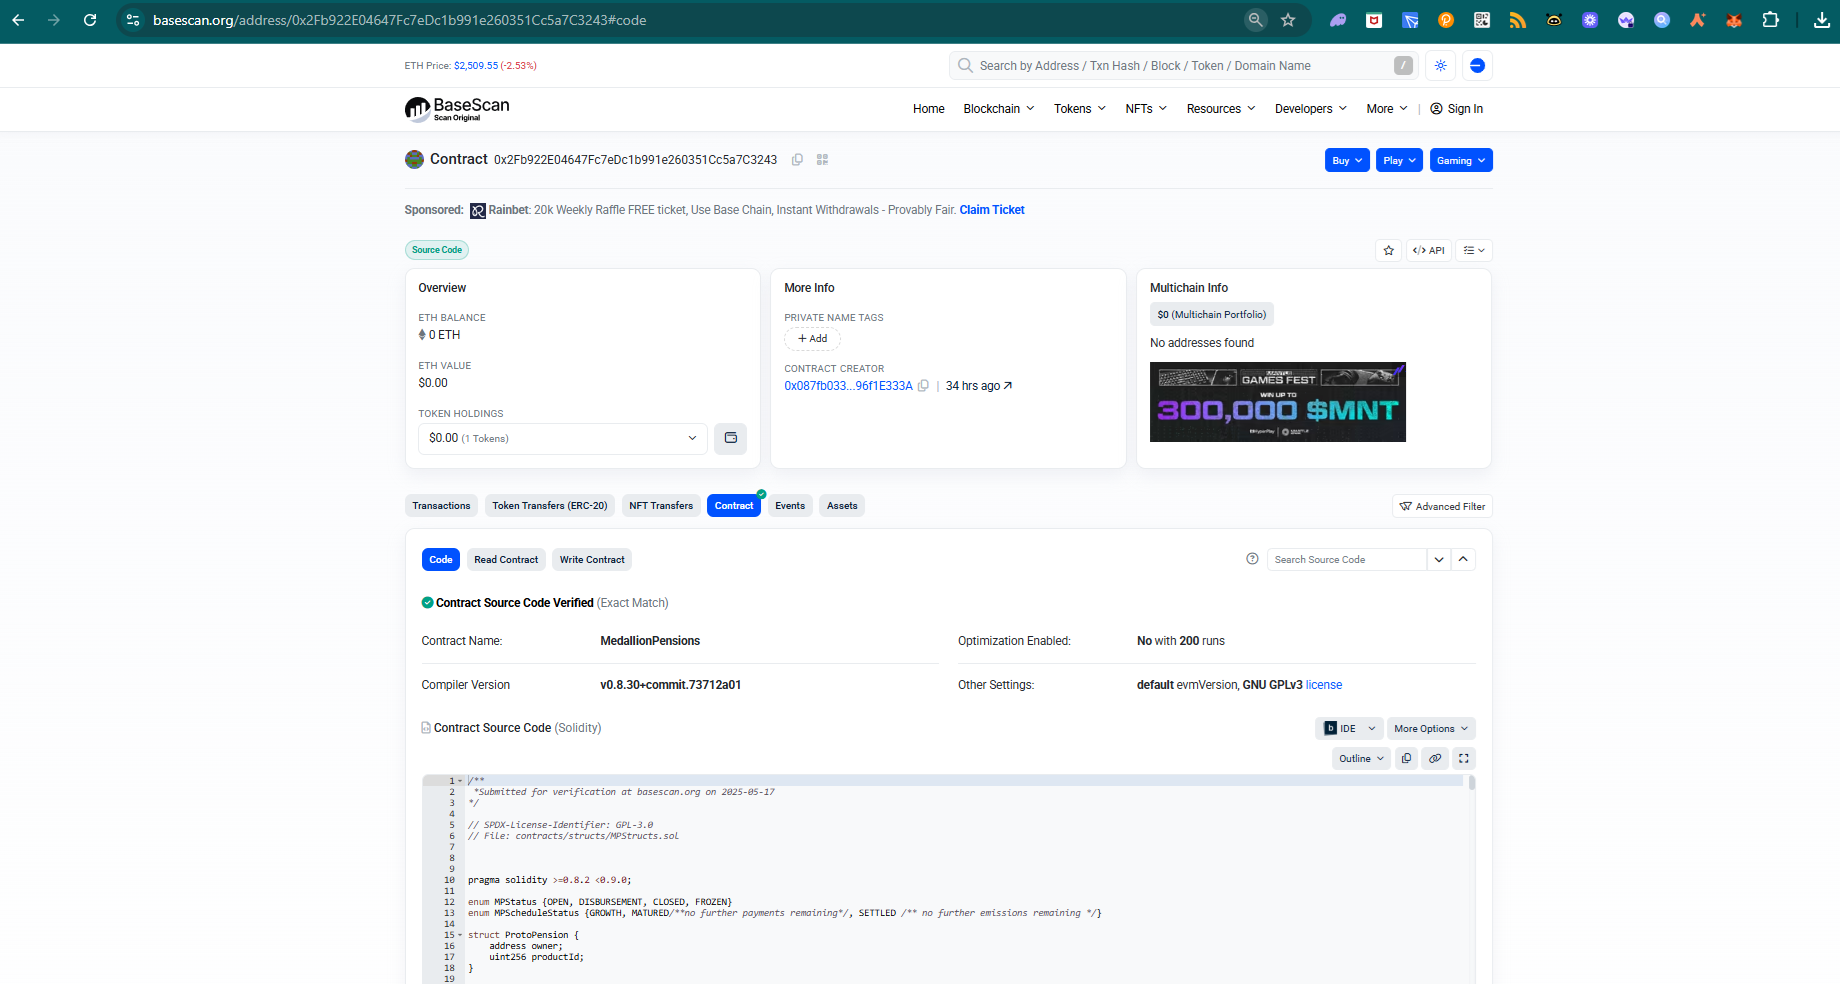 basescan.org/address/0x2Fb922E04647Fc7eDc1b991e260351Cc5a7C3243#code
ETH Price: $2,509.55 (-2.53%)
Search by Address / Txn Hash / Block / Token / Domain Name
/
BaseScan
Scan Original
Home Blockchain Tokens NFTs Resources Developers More | Sign In
Contract 0x2Fb922E04647Fc7eDc1b991e260351Cc5a7C3243
Buy Play Gaming
Sponsored: Rainbet: 20k Weekly Raffle FREE ticket, Use Base Chain, Instant Withdrawals - Provably Fair. Claim Ticket
Source Code
</> API
Overview
ETH BALANCE
0 ETH
ETH VALUE
$0.00
TOKEN HOLDINGS
$0.00 (1 Tokens)
More Info
PRIVATE NAME TAGS
+ Add
CONTRACT CREATOR
0x087fb033...96f1E333A | 34 hrs ago
Multichain Info
$0 (Multichain Portfolio)
No addresses found
GAMES FEST
WIN UP TO
300,000 $MNT
Transactions Token Transfers (ERC-20) NFT Transfers Contract Events Assets
Advanced Filter
Code Read Contract Write Contract
Search Source Code
Contract Source Code Verified (Exact Match)
Contract Name: MedallionPensions
Optimization Enabled: No with 200 runs
Compiler Version v0.8.30+commit.73712a01
Other Settings: default evmVersion, GNU GPLv3 license
Contract Source Code (Solidity)
IDE More Options
Outline
1 /**
2 *Submitted for verification at basescan.org on 2025-05-17
3 */
4
5 // SPDX-License-Identifier: GPL-3.0
6 // File: contracts/structs/MPStructs.sol
7
8
9
10 pragma solidity >=0.8.2 <0.9.0;
11
12 enum MPStatus {OPEN, DISBURSEMENT, CLOSED, FROZEN}
13 enum MPScheduleStatus {GROWTH, MATURED/**no further payments remaining*/, SETTLED /** no further emissions remaining */}
14
15 struct ProtoPension {
16 address owner;
17 uint256 productId;
18 }
19